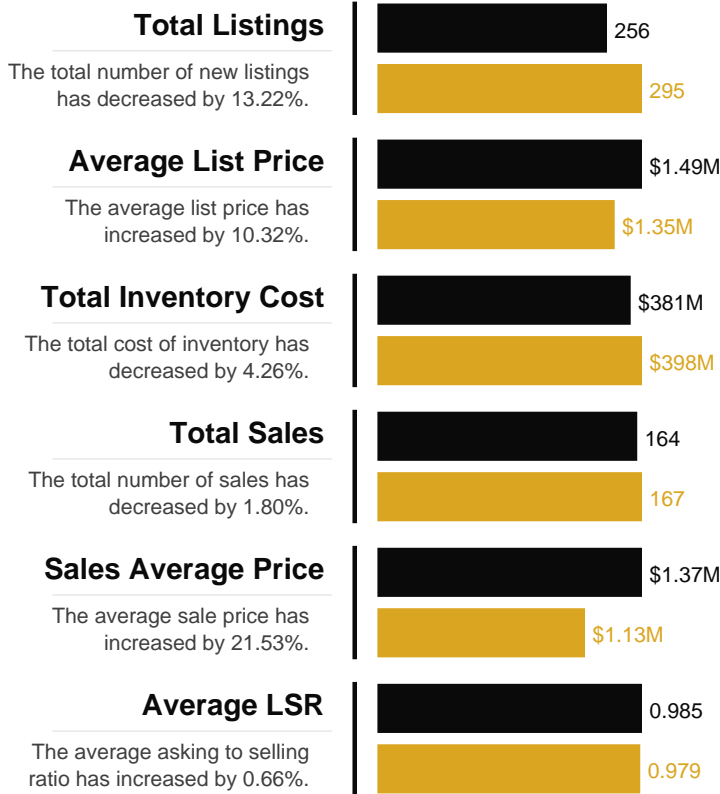 Total Listings
256
The total number of new listings
has decreased by 13.22%.
295
Average List Price
$1.49M
The average list price has
increased by 10.32%.
$1.35M
Total Inventory Cost
$381M
The total cost of inventory has
decreased by 4.26%.
$398M
Total Sales
164
The total number of sales has
decreased by 1.80%.
167
Sales Average Price
$1.37M
The average sale price has
increased by 21.53%.
$1.13M
Average LSR
0.985
The average asking to selling
ratio has increased by 0.66%.
0.979